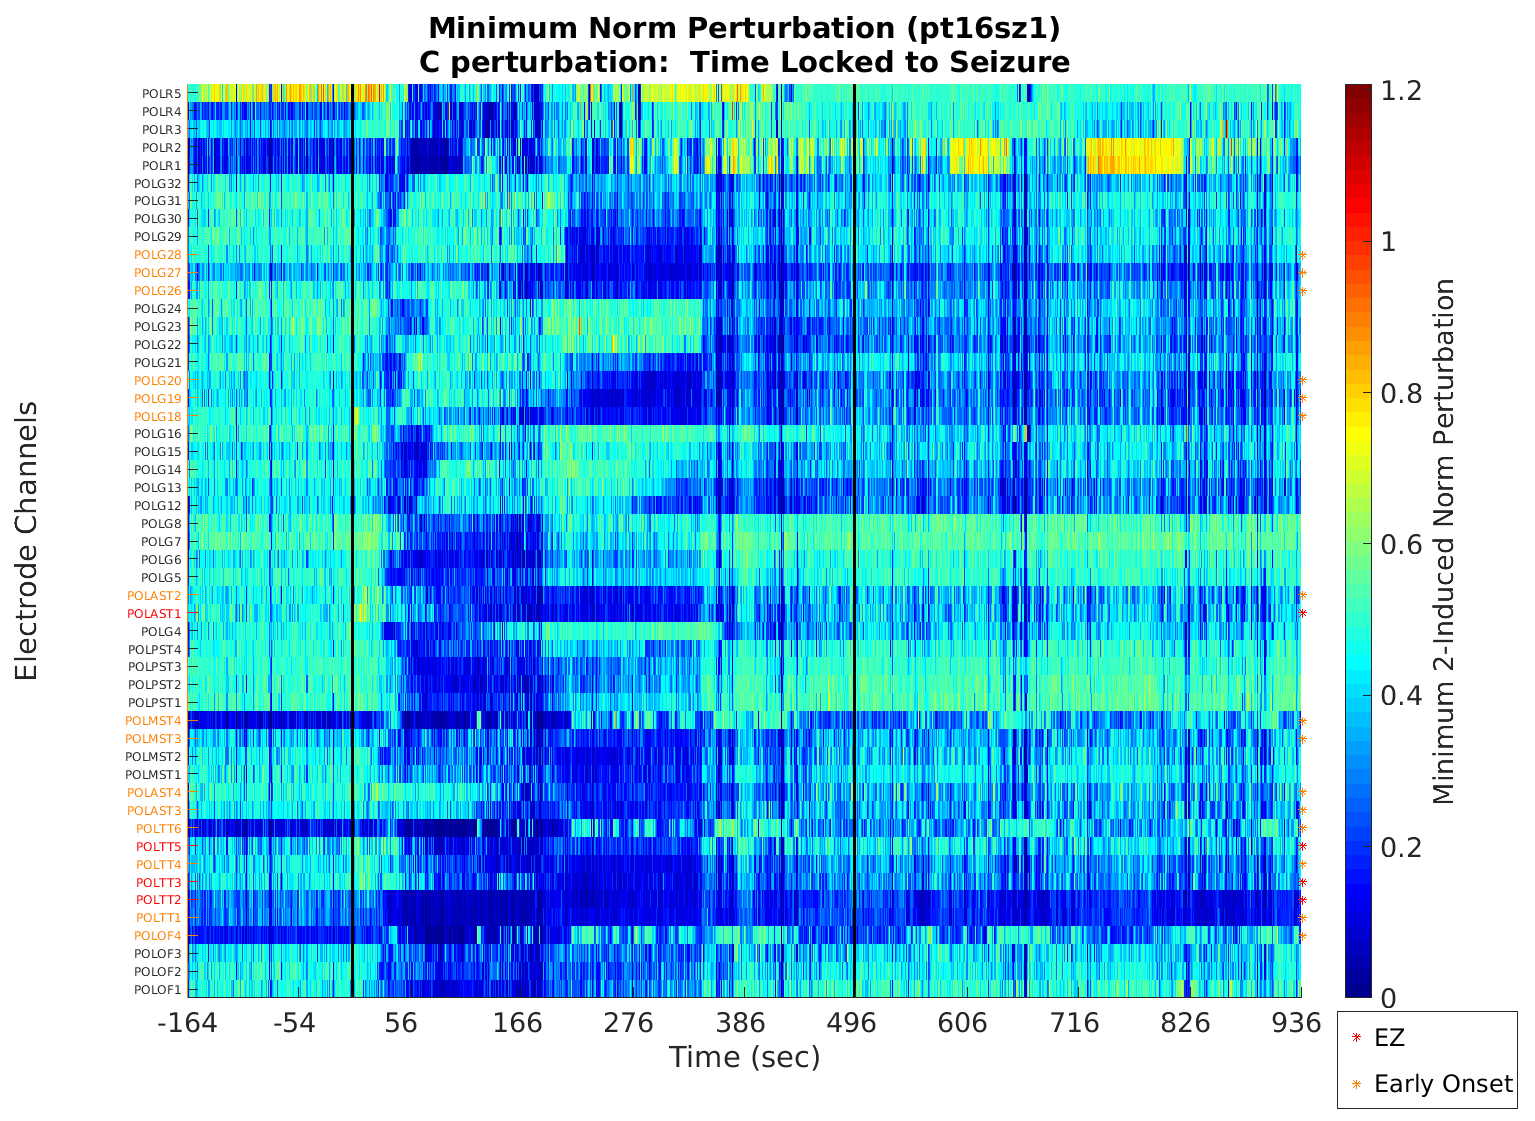 Minimum Norm Perturbation (pt16sz1)
C perturbation:  Time Locked to Seizure
Electrode Channels
POLR5
POLR4
POLR3
POLR2
POLR1
POLG32
POLG31
POLG30
POLG29
POLG28
POLG27
POLG26
POLG24
POLG23
POLG22
POLG21
POLG20
POLG19
POLG18
POLG16
POLG15
POLG14
POLG13
POLG12
POLG8
POLG7
POLG6
POLG5
POLAST2
POLAST1
POLG4
POLPST4
POLPST3
POLPST2
POLPST1
POLMST4
POLMST3
POLMST2
POLMST1
POLAST4
POLAST3
POLTT6
POLTT5
POLTT4
POLTT3
POLTT2
POLTT1
POLOF4
POLOF3
POLOF2
POLOF1
-164 -54 56 166 276 386 496 606 716 826 936
Time (sec)
1.2
1
0.8
0.6
0.4
0.2
0
Minimum 2-Induced Norm Perturbation
EZ
Early Onset